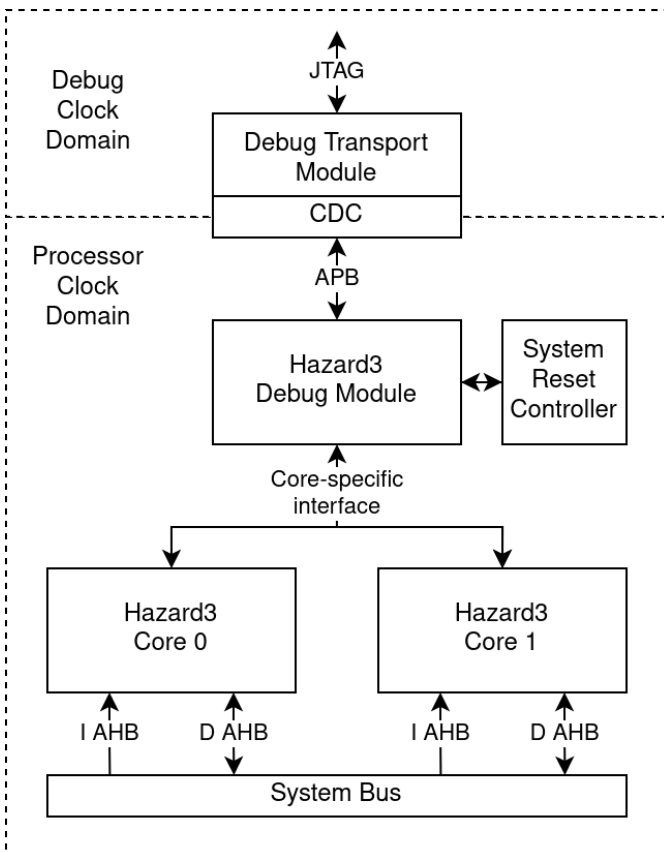 Debug
Clock
Domain
JTAG
Debug Transport
Module
CDC
Processor
Clock
Domain
APB
Hazard3
Debug Module
System
Reset
Controller
Core-specific
interface
Hazard3
Core 0
Hazard3
Core 1
I AHB
D AHB
I AHB
D AHB
System Bus